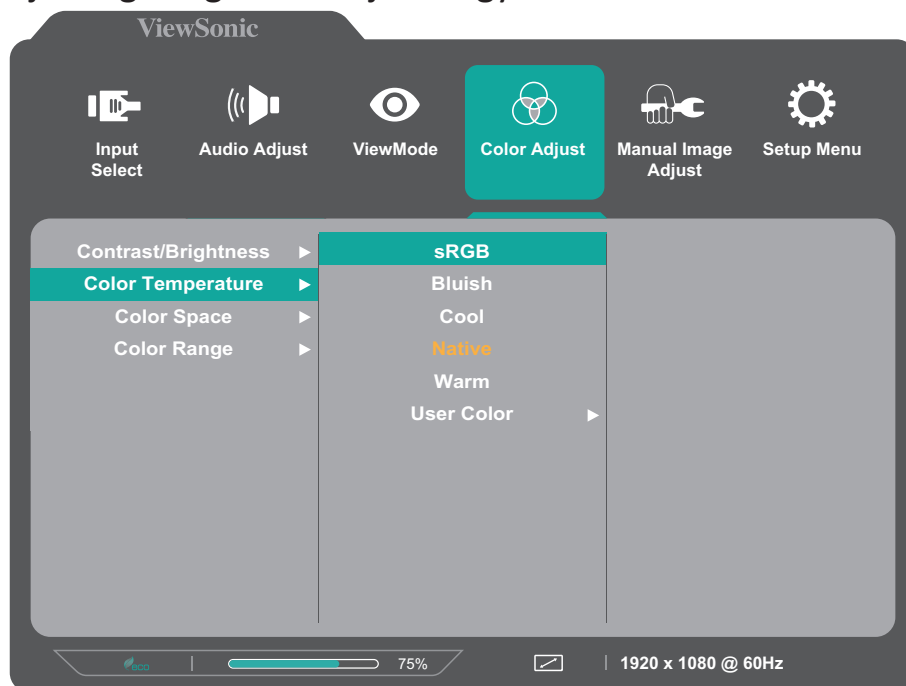 ViewSonic
Input Select
Audio Adjust
ViewMode
Color Adjust
Manual Image Adjust
Setup Menu
Contrast/Brightness
Color Temperature
Color Space
Color Range
sRGB
Bluish
Cool
Native
Warm
User Color
eco
75%
1920 x 1080 @ 60Hz